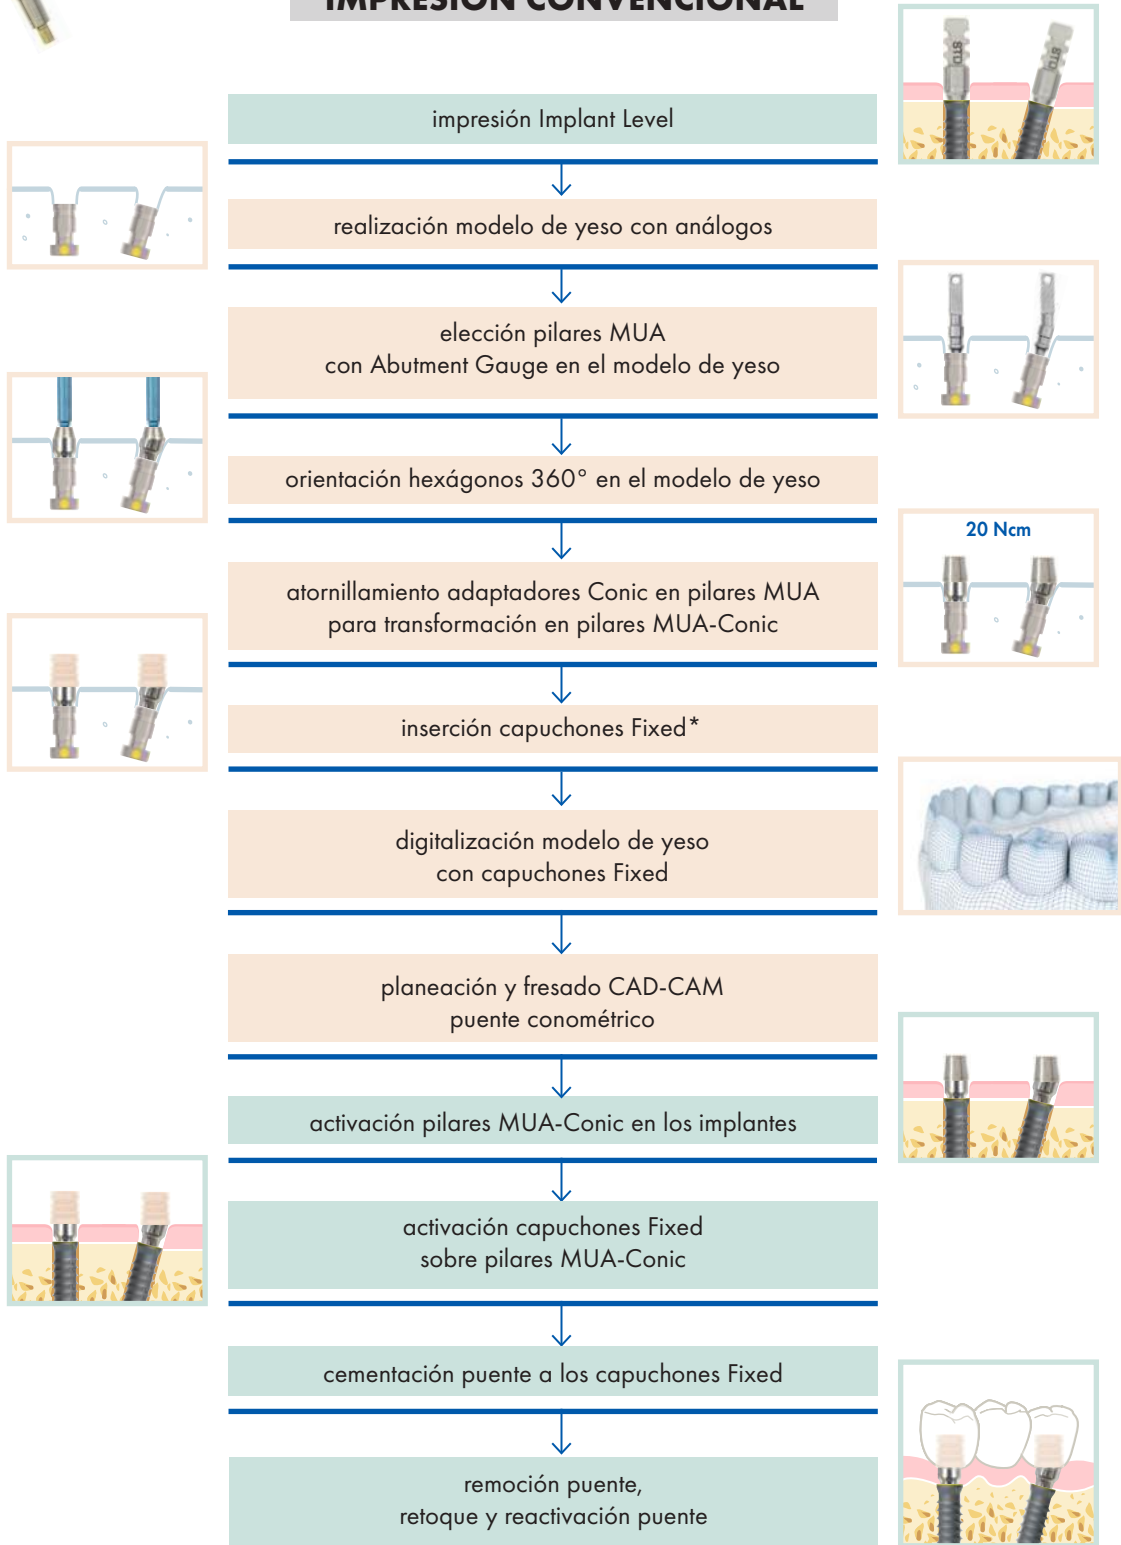 IMPRESIÓN CONVENCIONAL
impresión Implant Level
realización modelo de yeso con análogos
elección pilares MUA
con Abutment Gauge en el modelo de yeso
orientación hexágonos 360° en el modelo de yeso
20 Ncm
atornillamiento adaptadores Conic en pilares MUA
para transformación en pilares MUA-Conic
inserción capuchones Fixed*
digitalización modelo de yeso
con capuchones Fixed
planeación y fresado CAD-CAM
puente conométrico
activación pilares MUA-Conic en los implantes
activación capuchones Fixed
sobre pilares MUA-Conic
cementación puente a los capuchones Fixed
remoción puente,
retoque y reactivación puente
STD
STD